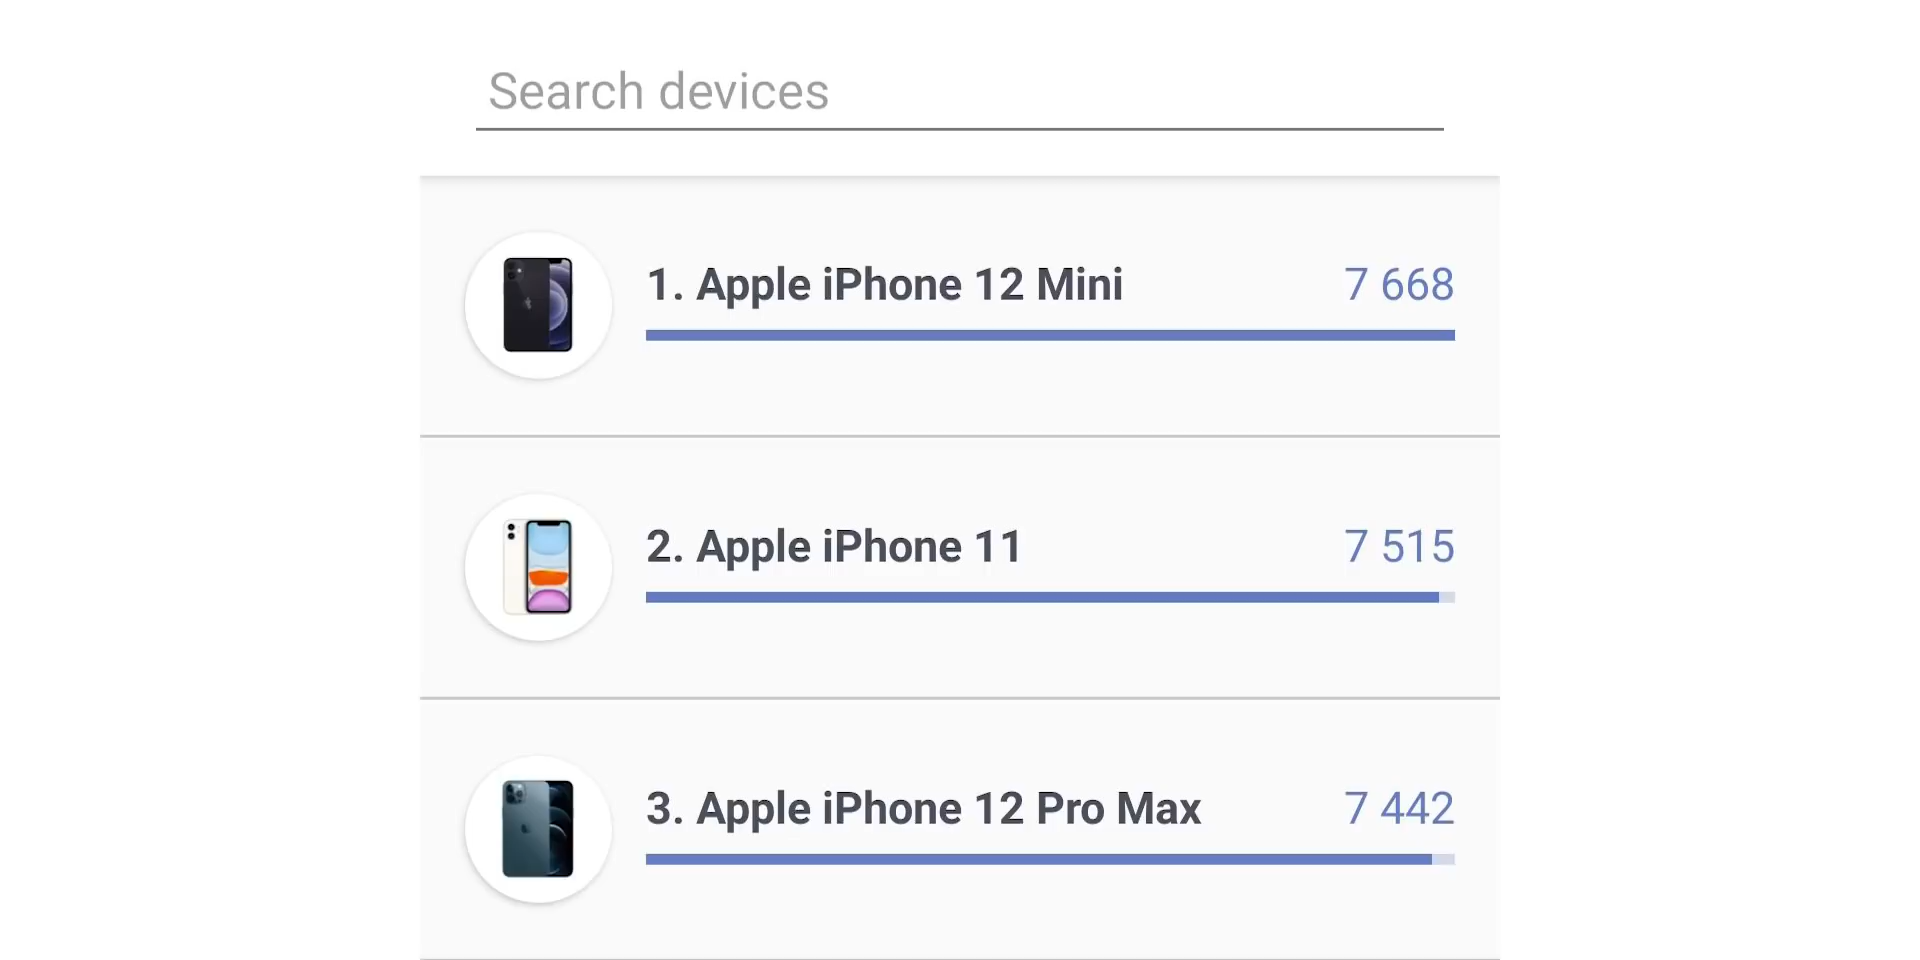 Search devices
1. Apple iPhone 12 Mini 7 668
2. Apple iPhone 11 7 515
3. Apple iPhone 12 Pro Max 7 442